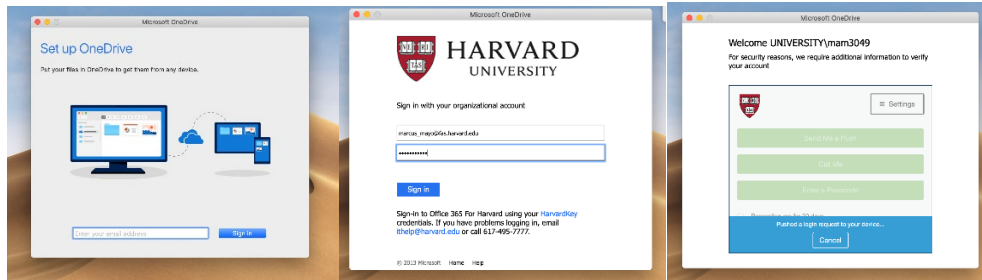 Microsoft OneDrive
Set up OneDrive
Put your files in OneDrive to get them from any device.
Enter your email address
Sign in
Microsoft OneDrive
HARVARD
UNIVERSITY
Sign in with your organizational account
marcus_mayo@fas.harvard.edu
•••••••••••
Sign in
Sign-in to Office 365 For Harvard using your HarvardKey
credentials. If you have problems logging in, email
ithelp@harvard.edu or call 617-495-7777.
© 2013 Microsoft Home Help
Microsoft OneDrive
Welcome UNIVERSITY\mam3049
For security reasons, we require additional information to verify
your account
VE RI TAS
≡ Settings
Send Me a Push
Call Me
Enter a Passcode
Pushed a login request to your device...
Cancel